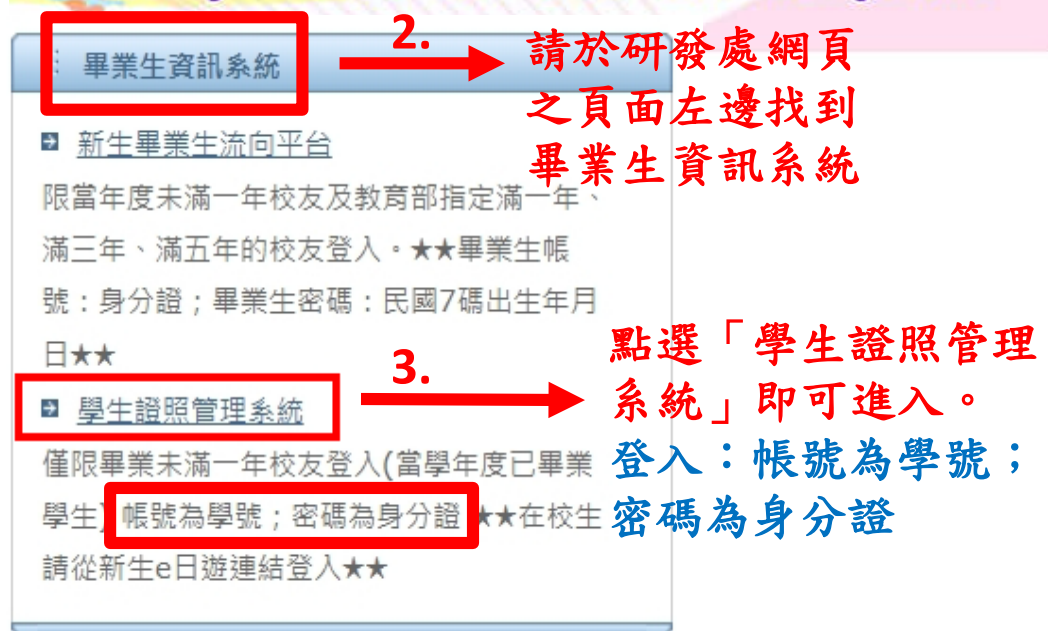 畢業生資訊系統
2.
請於研發處網頁
之頁面左邊找到
畢業生資訊系統
新生畢業生流向平台
限當年度未滿一年校友及教育部指定滿一年、
滿三年、滿五年的校友登入。★★畢業生帳
號：身分證；畢業生密碼：民國7碼出生年月
日★★
3.
點選「學生證照管理
系統」即可進入。
登入：帳號為學號；
密碼為身分證
學生證照管理系統
僅限畢業未滿一年校友登入(當學年度已畢業
學生) 帳號為學號；密碼為身分證 ★★在校生
請從新生e日遊連結登入★★